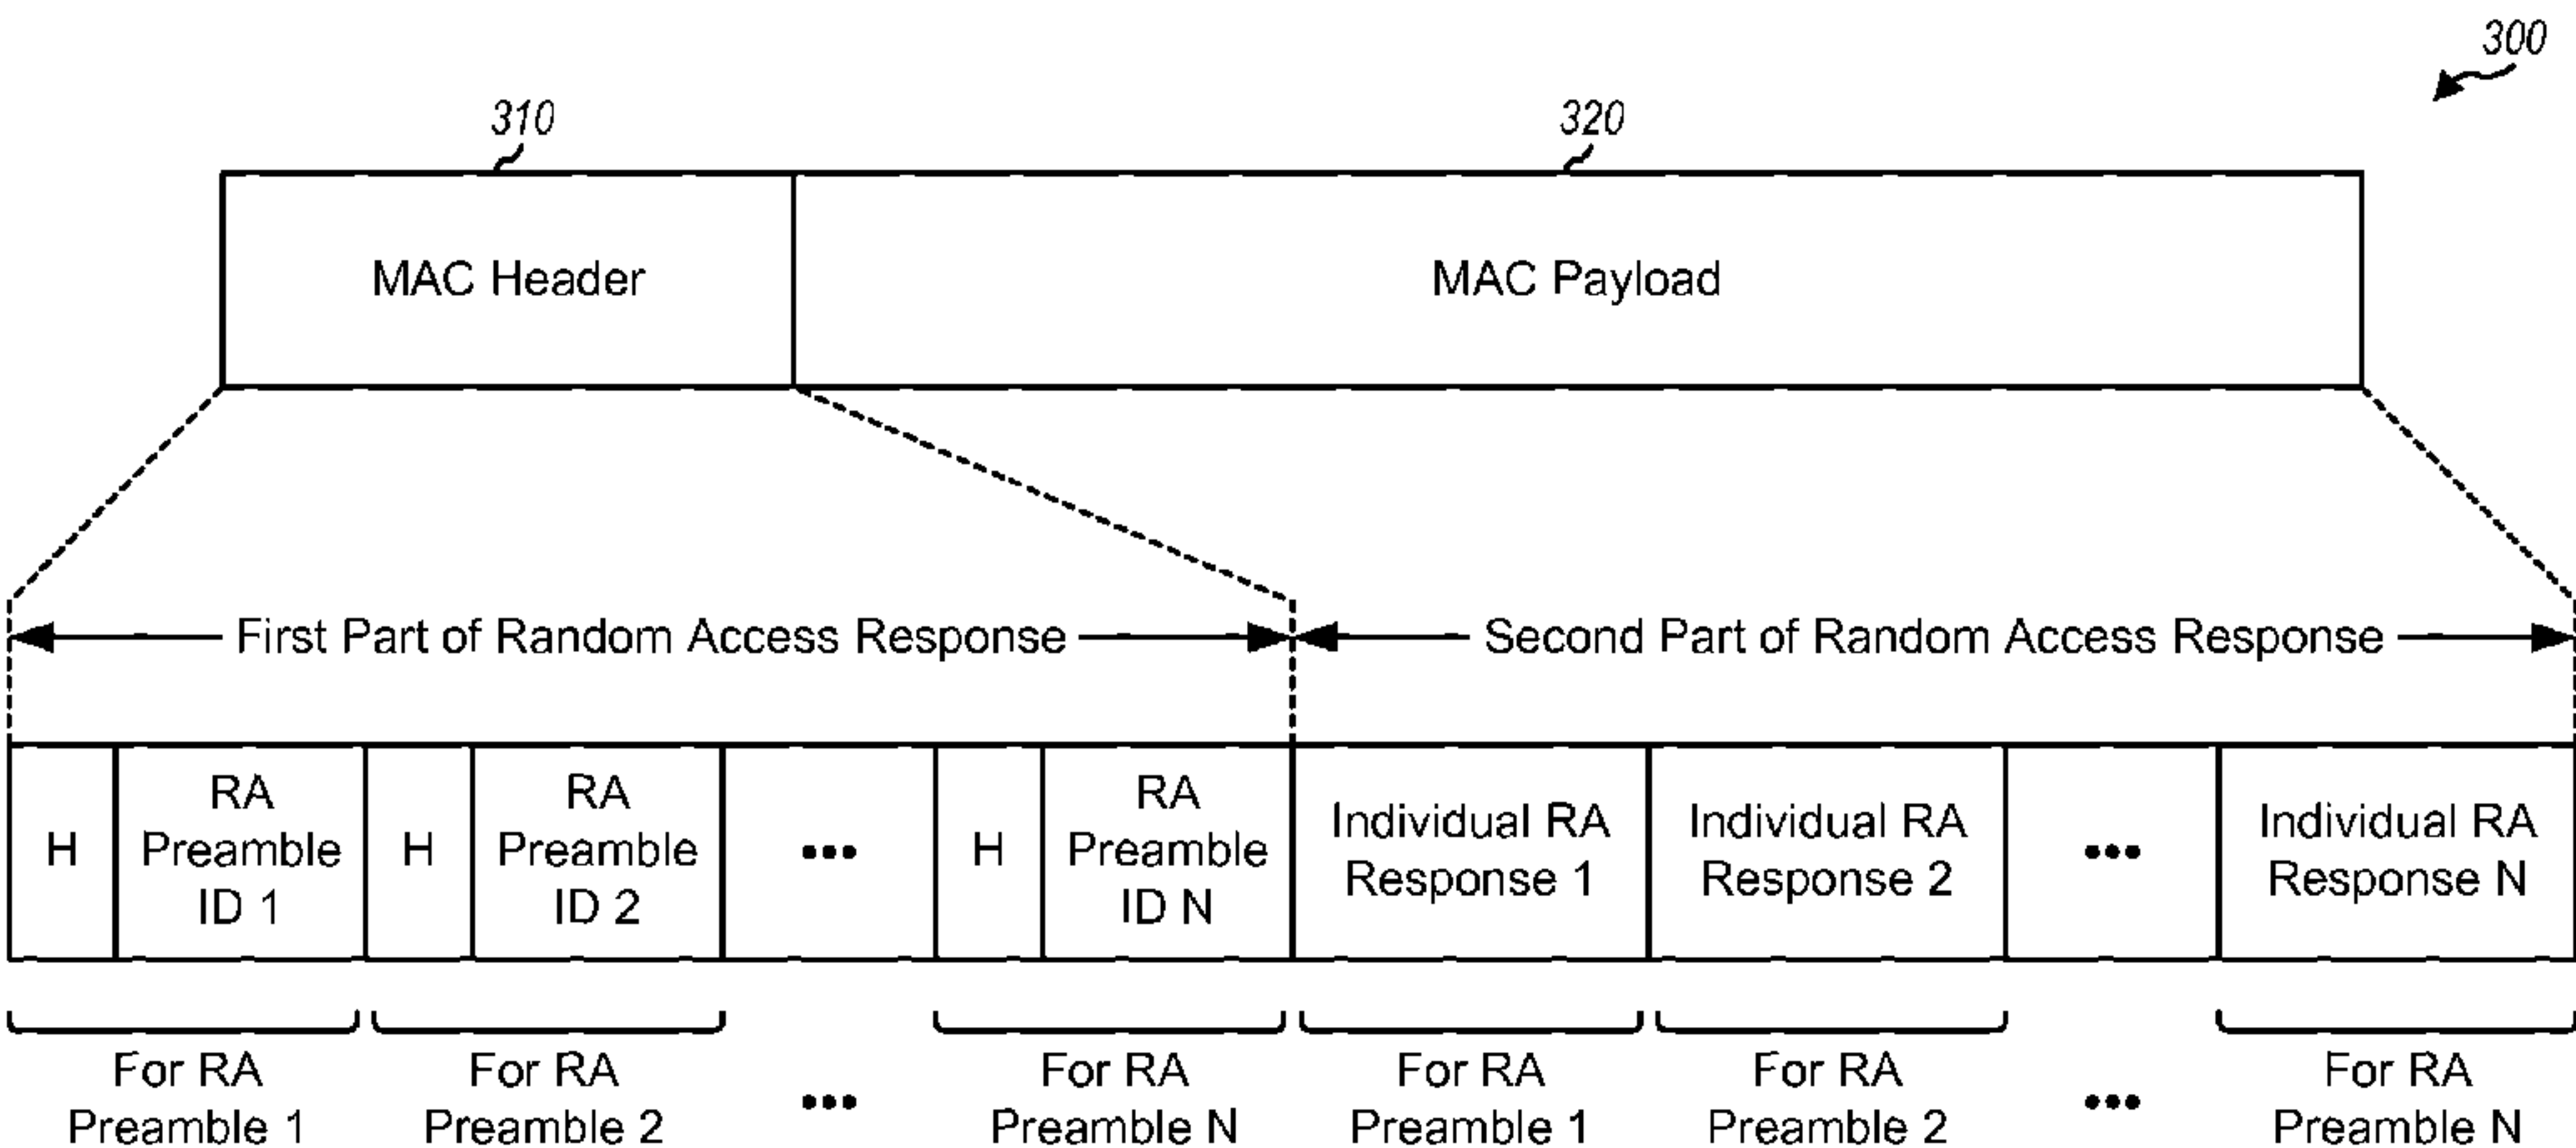 300
310
320
MAC Header
MAC Payload
First Part of Random Access Response
Second Part of Random Access Response
H
RA
Preamble
ID 1
H
RA
Preamble
ID 2
•••
H
RA
Preamble
ID N
Individual RA
Response 1
Individual RA
Response 2
•••
Individual RA
Response N
For RA
Preamble 1
For RA
Preamble 2
•••
For RA
Preamble N
For RA
Preamble 1
For RA
Preamble 2
•••
For RA
Preamble N